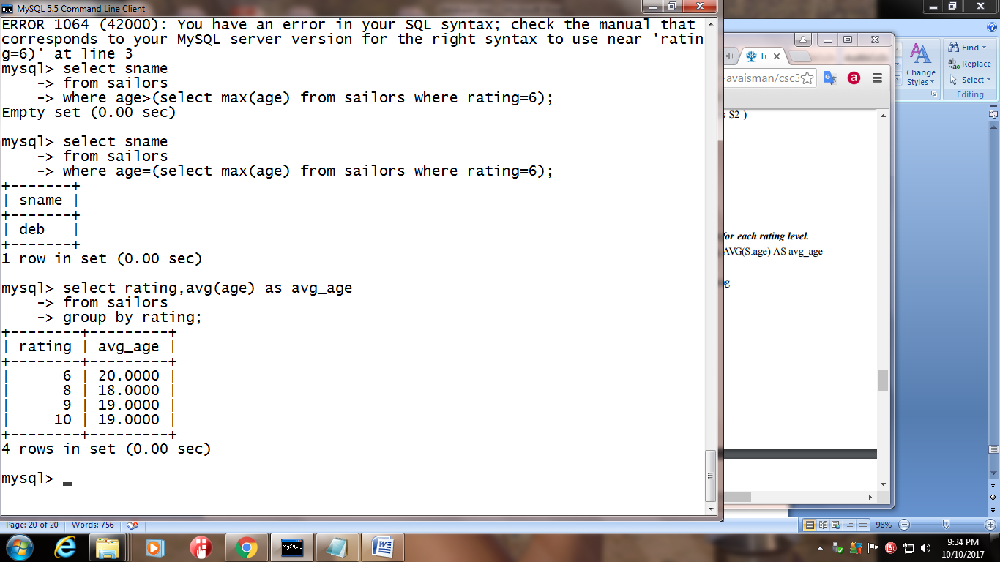 MySQL 5.5 Command Line Client
ERROR 1064 (42000): You have an error in your SQL syntax; check the manual that
corresponds to your MySQL server version for the right syntax to use near 'ratin
g=6)' at line 3
mysql> select sname
    -> from sailors
    -> where age>(select max(age) from sailors where rating=6);
Empty set (0.00 sec)
mysql> select sname
    -> from sailors
    -> where age=(select max(age) from sailors where rating=6);
+-------+
| sname |
+-------+
| deb   |
+-------+
1 row in set (0.00 sec)
mysql> select rating,avg(age) as avg_age
    -> from sailors
    -> group by rating;
+--------+---------+
| rating | avg_age |
+--------+---------+
|      6 | 20.0000 |
|      8 | 18.0000 |
|      9 | 19.0000 |
|     10 | 19.0000 |
+--------+---------+
4 rows in set (0.00 sec)
mysql>
Tu
avaisman/csc3
a
S2 )
for each rating level.
AVG(S.age) AS avg_age
ng
Change
Styles
Find
Replace
Select
Editing
Page: 20 of 20
Words: 756
98%
MySQL
9:34 PM
10/10/2017